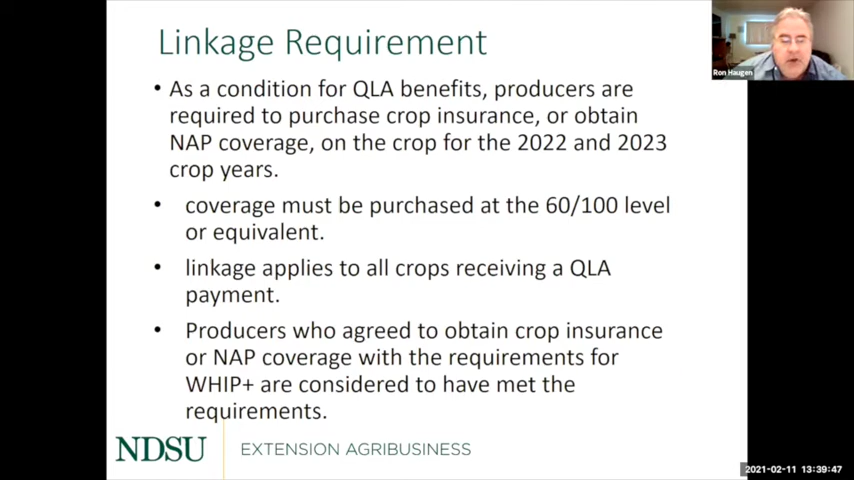 Linkage Requirement
• As a condition for QLA benefits, producers are
required to purchase crop insurance, or obtain
NAP coverage, on the crop for the 2022 and 2023
crop years.
• coverage must be purchased at the 60/100 level
or equivalent.
• linkage applies to all crops receiving a QLA
payment.
• Producers who agreed to obtain crop insurance
or NAP coverage with the requirements for
WHIP+ are considered to have met the
requirements.
NDSU EXTENSION AGRIBUSINESS
Ron Haugen
2021-02-11 13:39:47